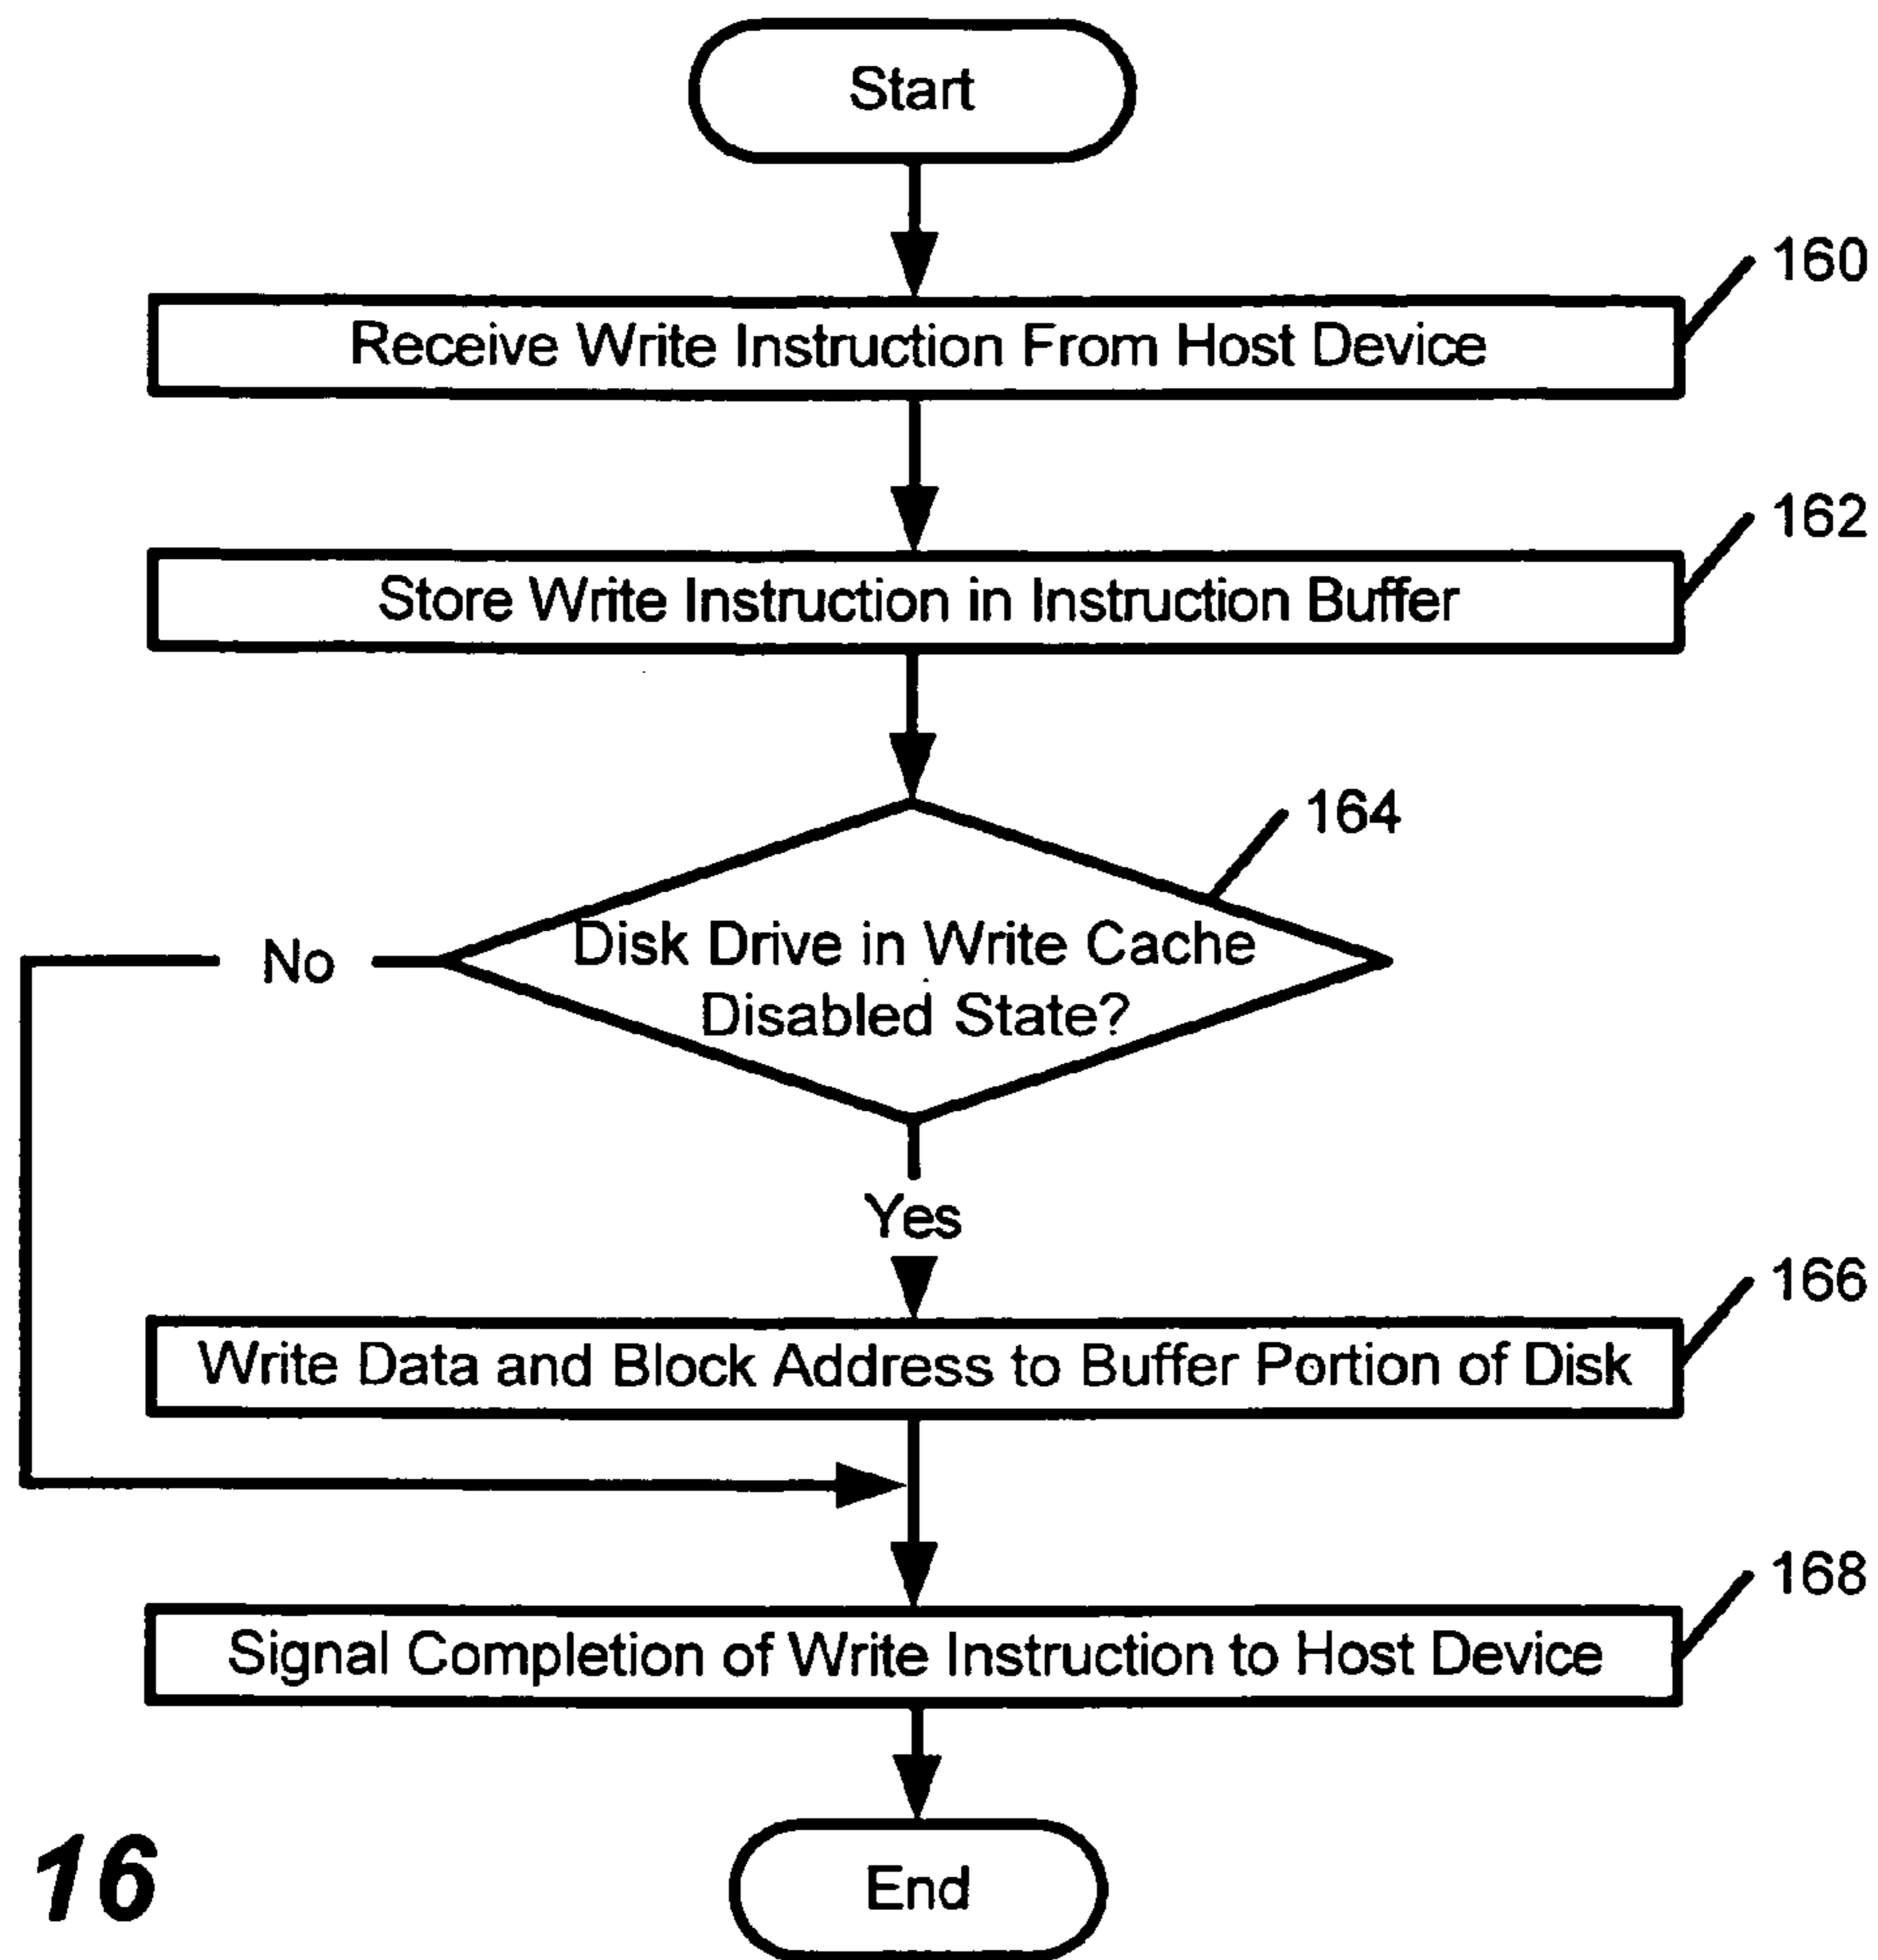 Start
160
Receive Write Instruction From Host Device
162
Store Write Instruction in Instruction Buffer
164
Disk Drive in Write Cache
Disabled State?
No
Yes
166
Write Data and Block Address to Buffer Portion of Disk
168
Signal Completion of Write Instruction to Host Device
End
16